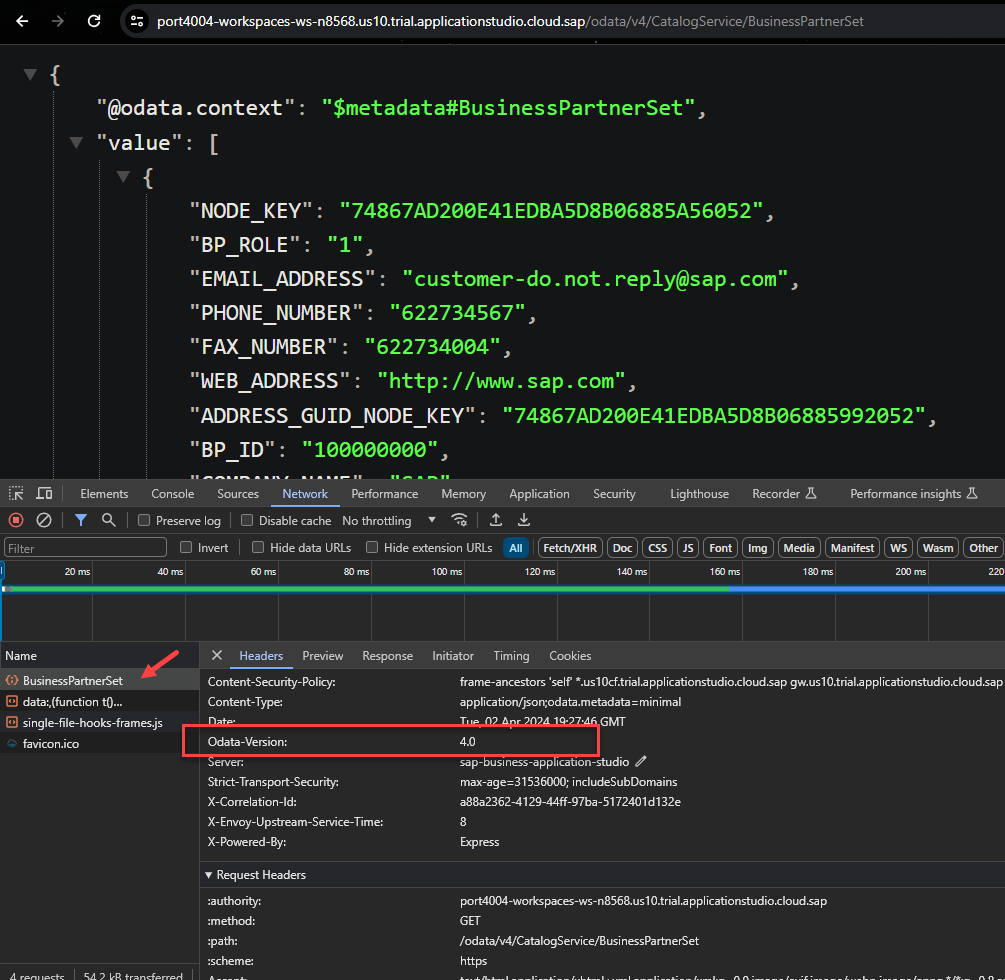 port4004-workspaces-ws-n8568.us10.trial.applicationstudio.cloud.sap/odata/v4/CatalogService/BusinessPartnerSet
{
"@odata.context": "$metadata#BusinessPartnerSet",
"value": [
{
"NODE_KEY": "74867AD200E41EDBA5D8B06885A56052",
"BP_ROLE": "1",
"EMAIL_ADDRESS": "customer-do.not.reply@sap.com",
"PHONE_NUMBER": "622734567",
"FAX_NUMBER": "622734004",
"WEB_ADDRESS": "http://www.sap.com",
"ADDRESS_GUID_NODE_KEY": "74867AD200E41EDBA5D8B06885992052",
"BP_ID": "100000000",
"COMPANY_NAME": "SAP"
Elements Console Sources Network Performance Memory Application Security Lighthouse Recorder Performance insights
Preserve log Disable cache No throttling
Filter Invert Hide data URLs Hide extension URLs All Fetch/XHR Doc CSS JS Font Img Media Manifest WS Wasm Other
20 ms 40 ms 60 ms 80 ms 100 ms 120 ms 140 ms 160 ms 180 ms 200 ms 220
Name Headers Preview Response Initiator Timing Cookies
BusinessPartnerSet
data:,(function t()...
single-file-hooks-frames.js
favicon.ico
Content-Security-Policy: frame-ancestors 'self' *.us10cf.trial.applicationstudio.cloud.sap gw.us10.trial.applicationstudio.cloud.sap
Content-Type: application/json;odata.metadata=minimal
Date: Tue, 02 Apr 2024 19:27:46 GMT
Odata-Version: 4.0
Server: sap-business-application-studio
Strict-Transport-Security: max-age=31536000; includeSubDomains
X-Correlation-Id: a88a2362-4129-44ff-97ba-5172401d132e
X-Envoy-Upstream-Service-Time: 8
X-Powered-By: Express
Request Headers
:authority: port4004-workspaces-ws-n8568.us10.trial.applicationstudio.cloud.sap
:method: GET
:path: /odata/v4/CatalogService/BusinessPartnerSet
:scheme: https
4 requests 54.2 kB transferred